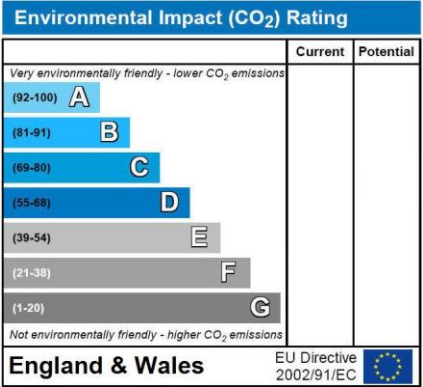 Environmental Impact (CO₂) Rating
Current Potential
Very environmentally friendly - lower CO₂ emissions
(92-100) A
(81-91) B
(69-80) C
(55-68) D
(39-54) E
(21-38) F
(1-20) G
Not environmentally friendly - higher CO₂ emissions
England & Wales
EU Directive
2002/91/EC